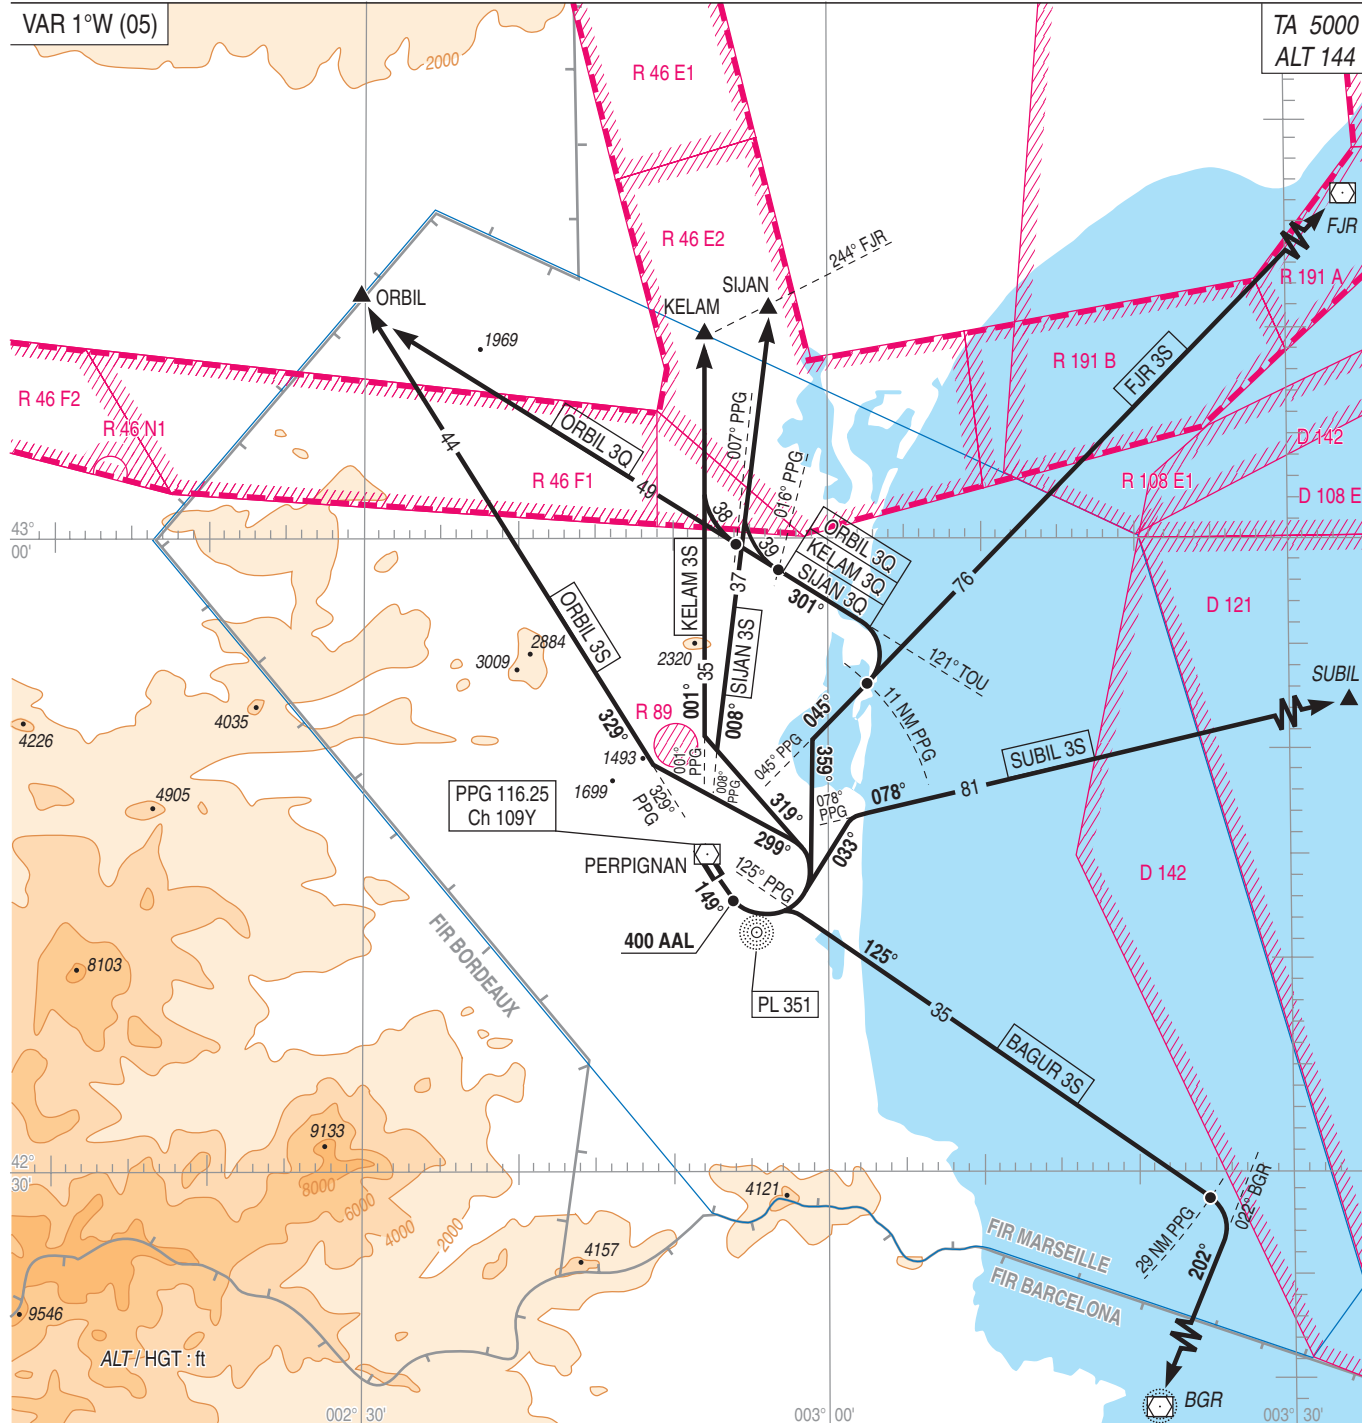 VAR 1°W (05)
TA 5000
ALT 144
2000
R 46 E1
FJR
R 46 E2
244° FJR
R 191 A
SIJAN
KELAM
ORBIL
1969
R 191 B
FJR 3S
R 46 F2
R 46 N1
ORBIL 3Q
007° PPG
D 142
44
49
R 46 F1
016° PPG
R 108 E1
D 108 E
38
39
43°
00'
ORBIL 3Q
KELAM 3Q
SIJAN 3Q
KELAM 3S
37
76
301°
ORBIL 3S
D 121
2884
3009
2320
35
SIJAN 3S
121° TOU
SUBIL
4035
4226
R 89
001°
008°
329°
045°
11 NM PPG
1493
001°
PPG
045° PPG
359°
SUBIL 3S
1699
008°
PPG
329°
PPG
319°
078°
PPG
078°
81
4905
PPG 116.25
Ch 109Y
299°
033°
PERPIGNAN
125° PPG
D 142
149°
400 AAL
125°
FIR BORDEAUX
8103
PL 351
35
BAGUR 3S
9133
42°
30'
8000
6000
4000
2000
4121
022° BGR
29 NM PPG
202°
FIR MARSEILLE
FIR BARCELONA
4157
9546
ALT / HGT : ft
BGR
002° 30'
003° 00'
003° 30'